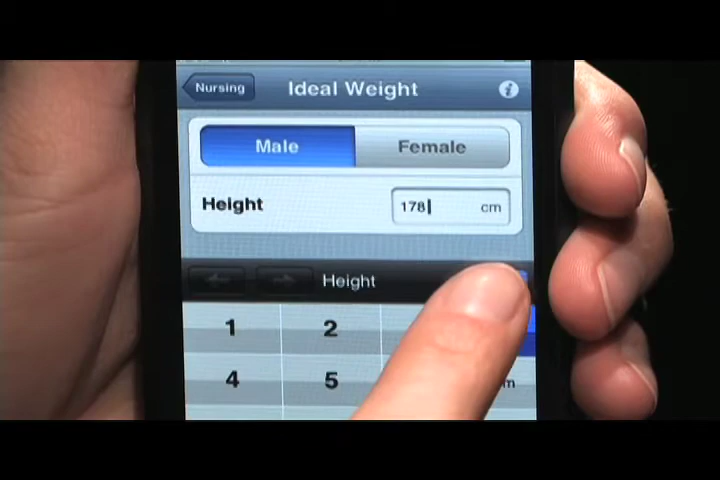 Nursing Ideal Weight
Male Female
Height 178 cm
Height
1 2
4 5 m